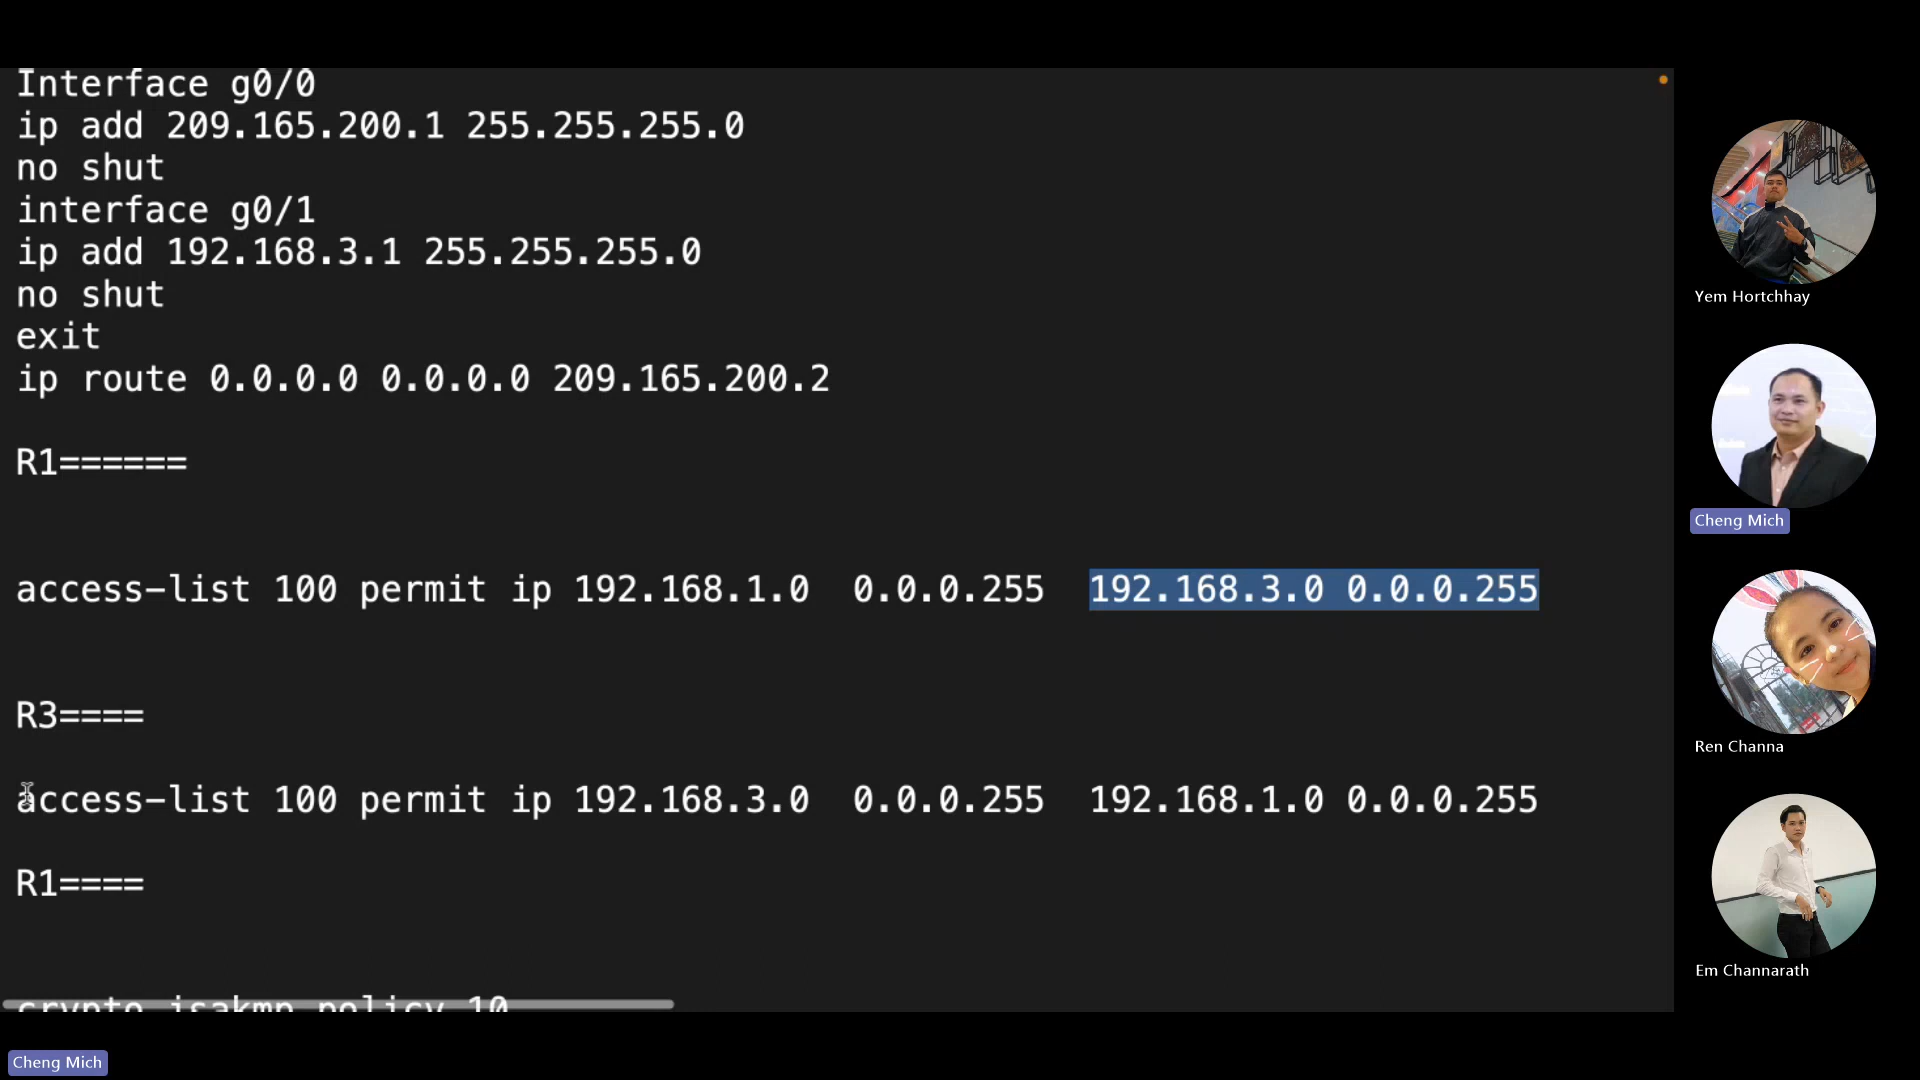 Interface g0/0
ip add 209.165.200.1 255.255.255.0
no shut
interface g0/1
ip add 192.168.3.1 255.255.255.0
no shut
exit
ip route 0.0.0.0 0.0.0.0 209.165.200.2
R1======
access-list 100 permit ip 192.168.1.0  0.0.0.255  192.168.3.0 0.0.0.255
R3====
access-list 100 permit ip 192.168.3.0  0.0.0.255  192.168.1.0 0.0.0.255
R1====
crypto isakmp policy 10
Yem Hortchhay
Cheng Mich
Ren Channa
Em Channarath
Cheng Mich